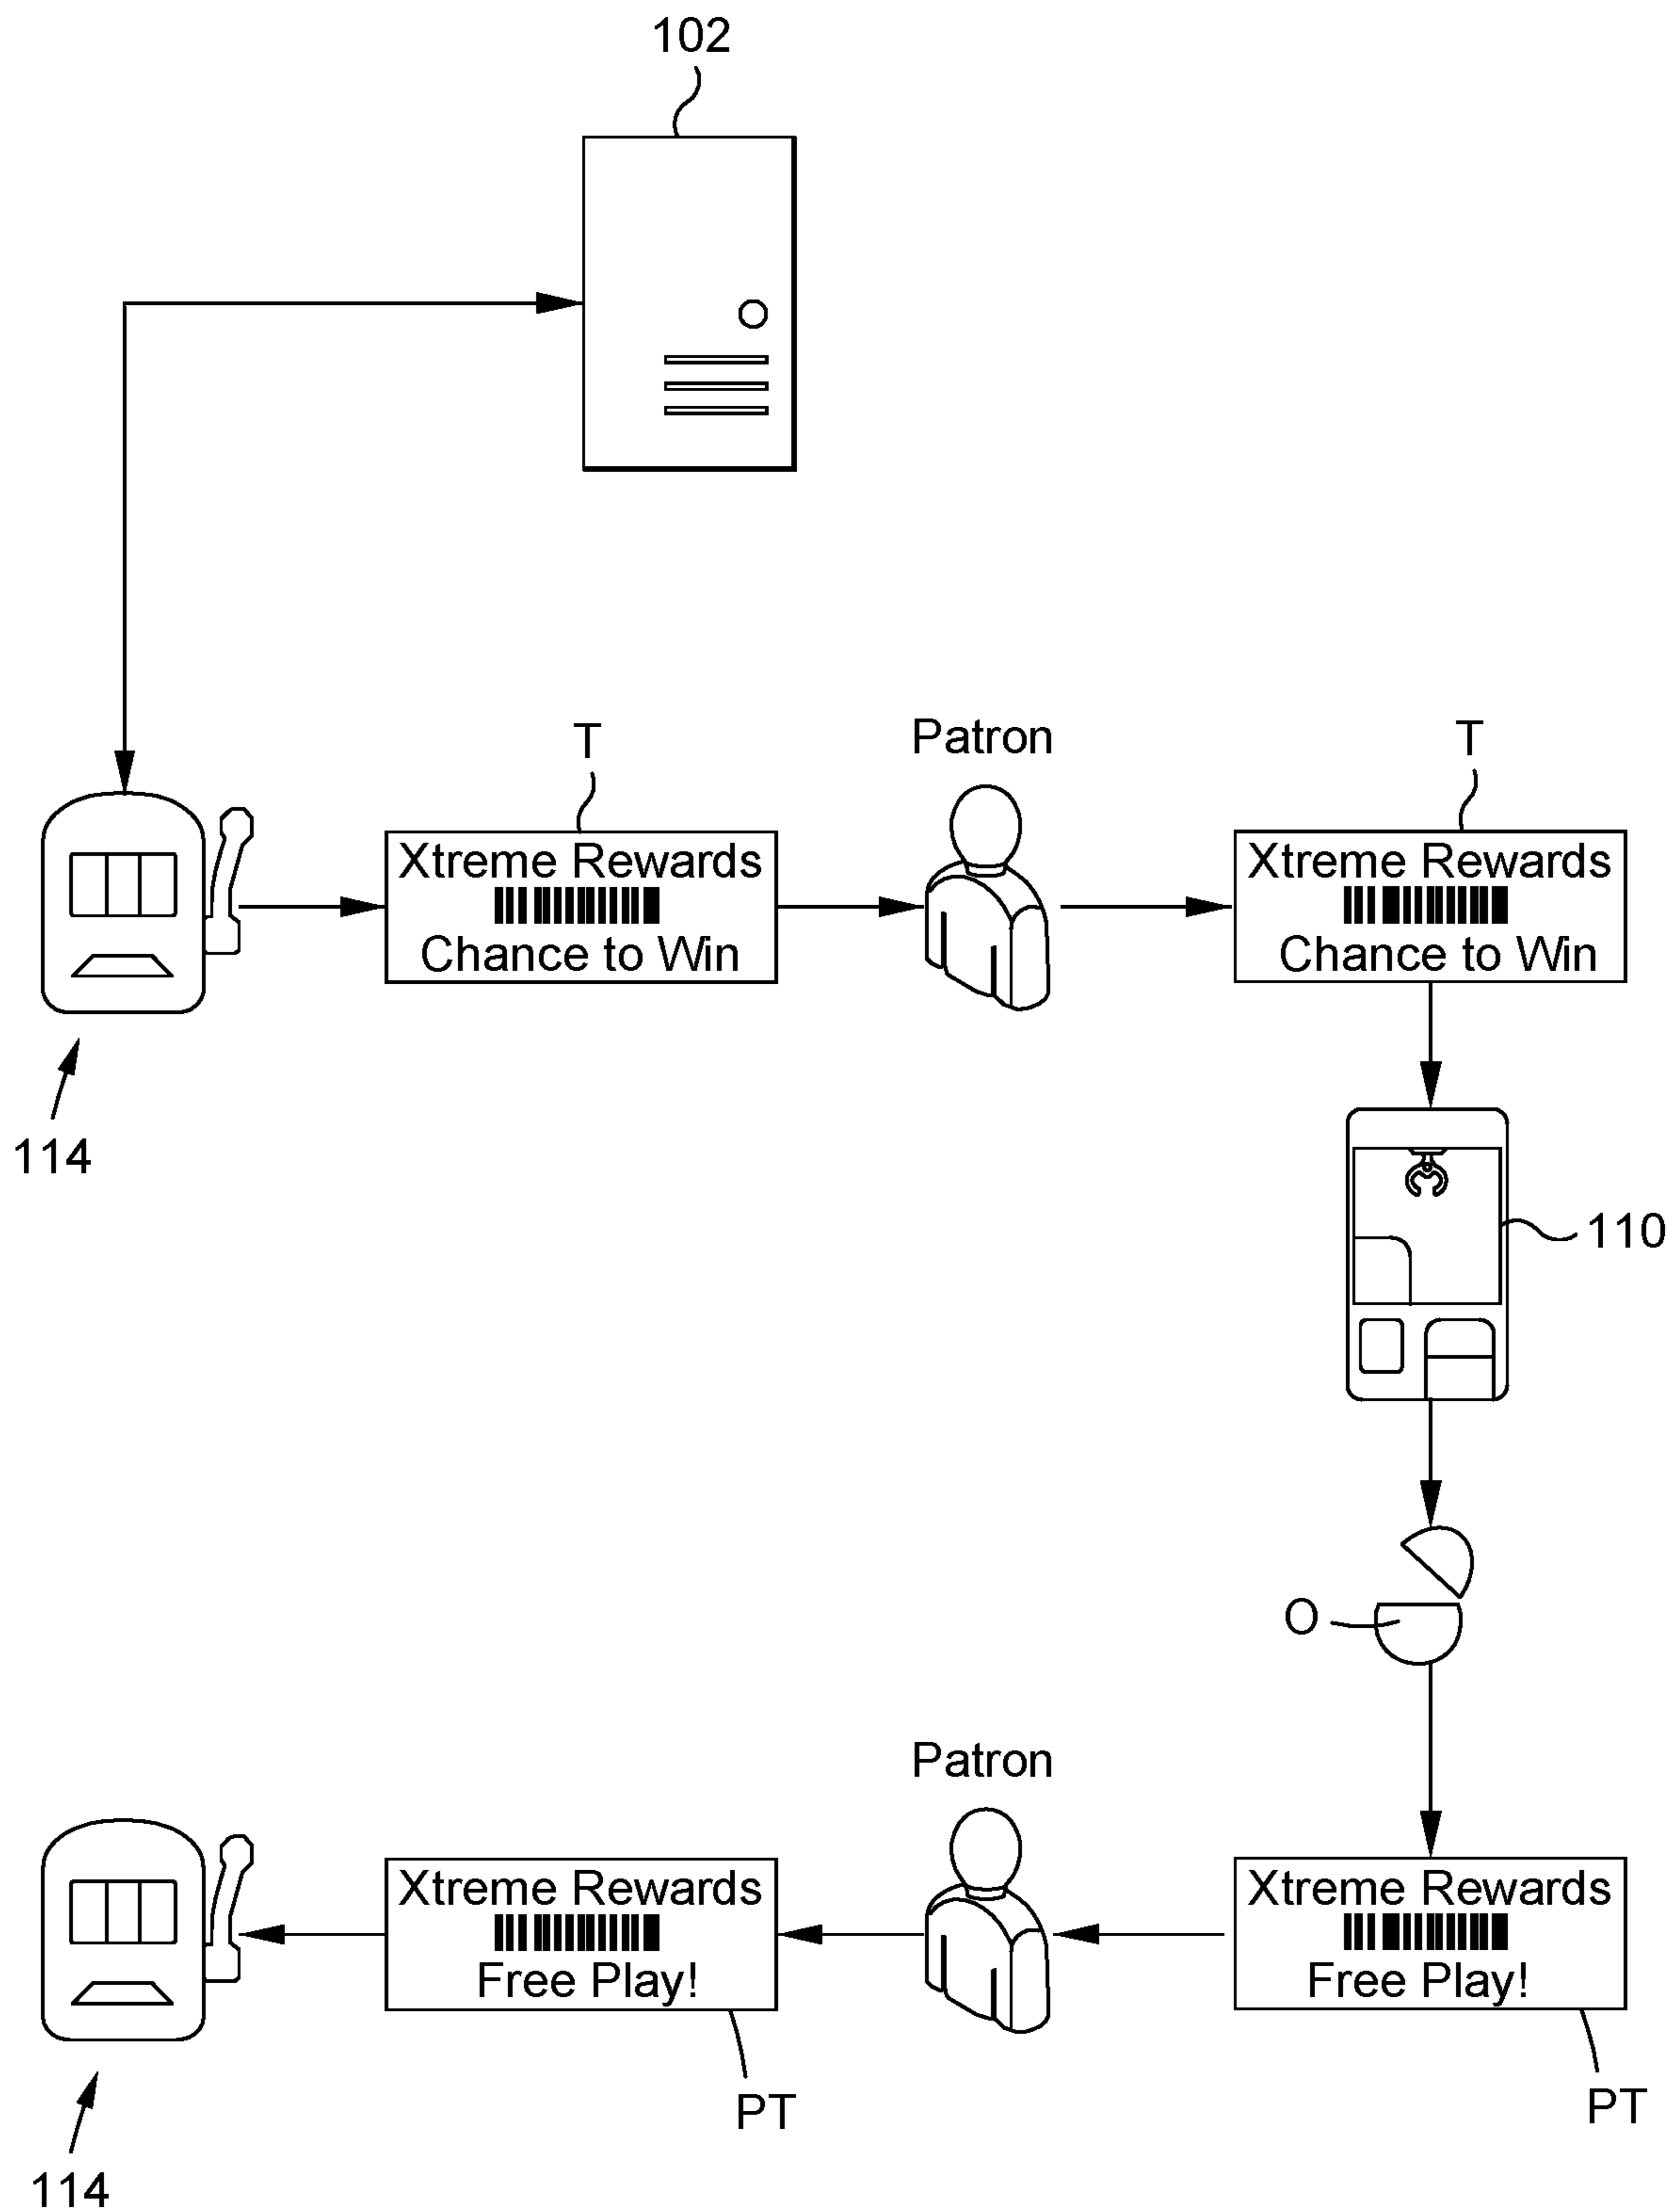 102
T
Patron
T
Xtreme Rewards
Chance to Win
Xtreme Rewards
Chance to Win
114
110
O
Patron
Xtreme Rewards
Free Play!
Xtreme Rewards
Free Play!
PT
PT
114